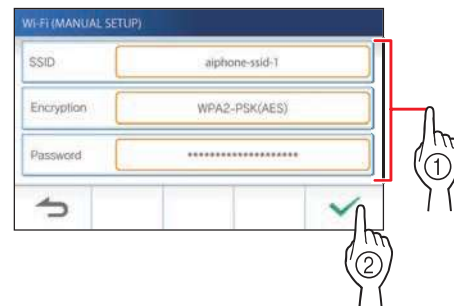 Wi-Fi (MANUAL SETUP)
SSID
aiphone-ssid-1
Encryption
WPA2-PSK(AES)
Password
********************
①
②